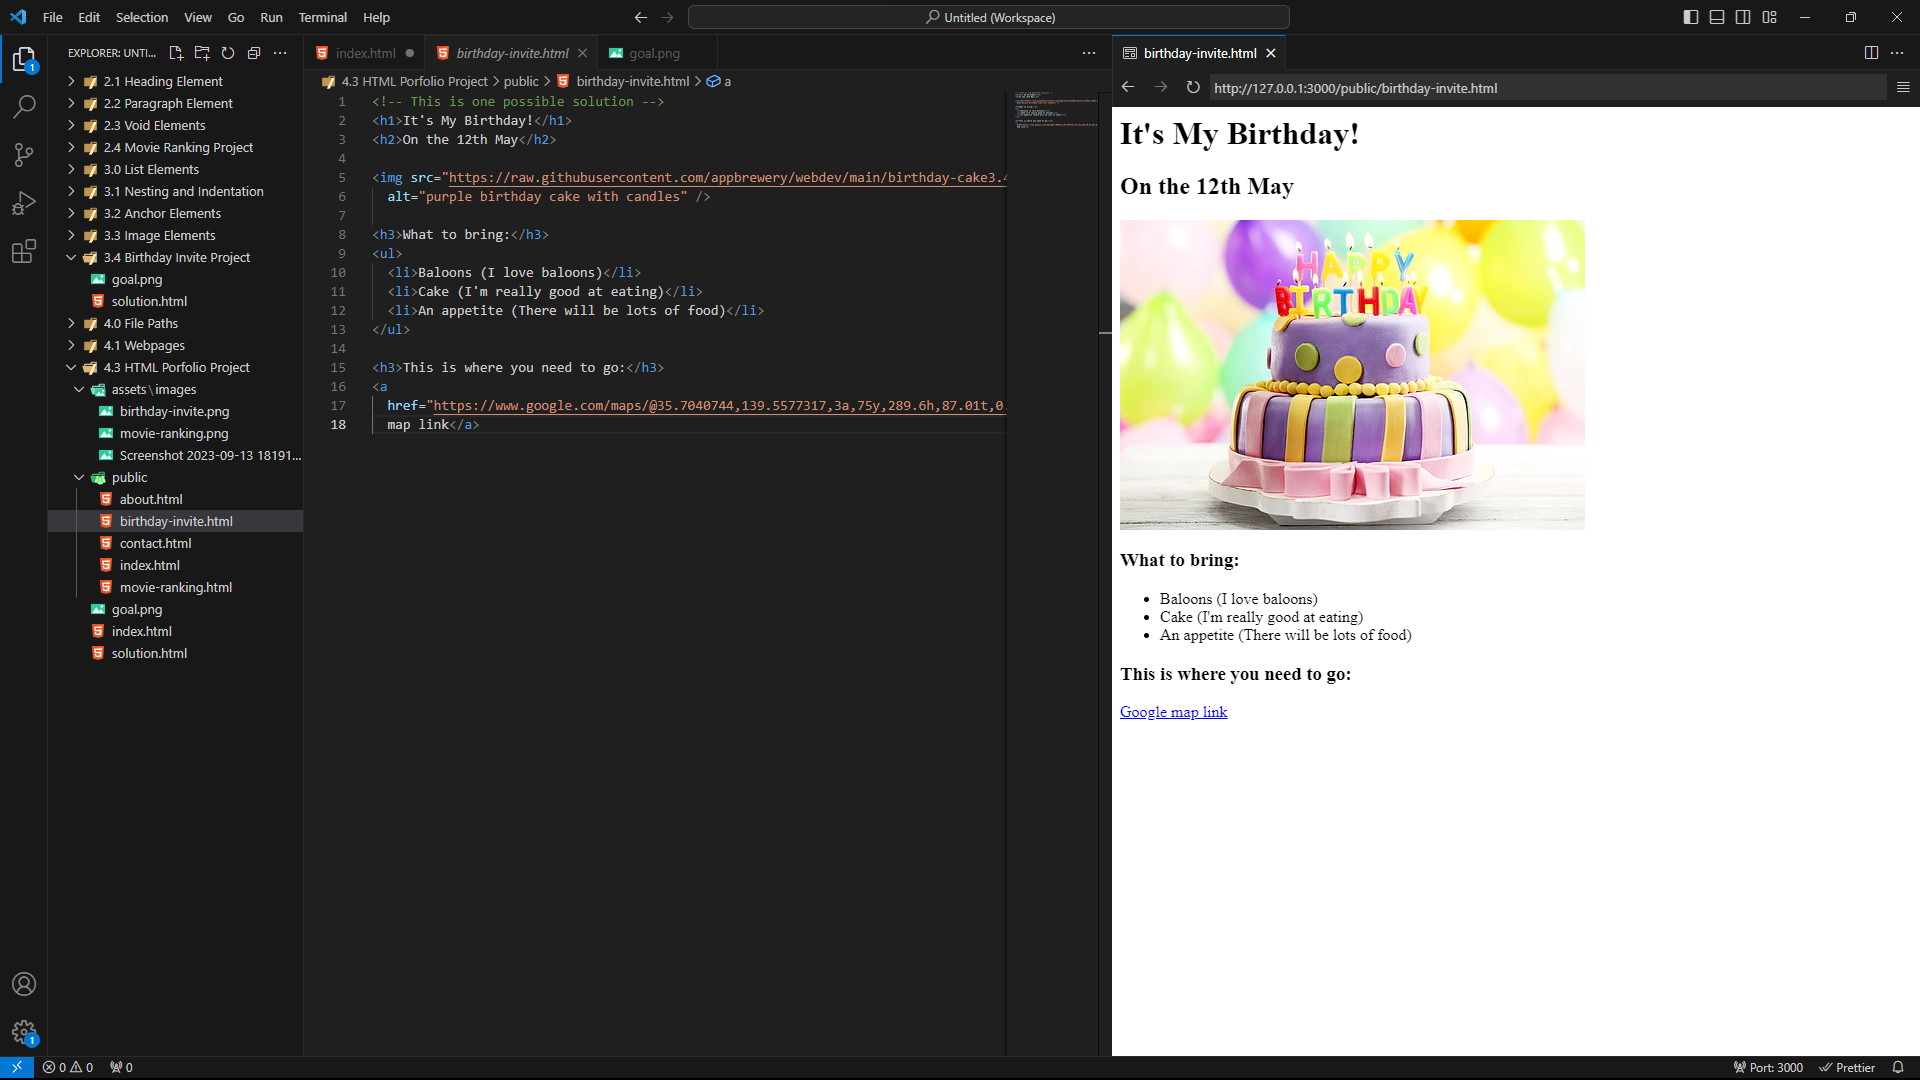 File Edit Selection View Go Run Terminal Help
Untitled (Workspace)
EXPLORER: UNTI...
2.1 Heading Element
2.2 Paragraph Element
2.3 Void Elements
2.4 Movie Ranking Project
3.0 List Elements
3.1 Nesting and Indentation
3.2 Anchor Elements
3.3 Image Elements
3.4 Birthday Invite Project
goal.png
solution.html
4.0 File Paths
4.1 Webpages
4.3 HTML Porfolio Project
assets\images
birthday-invite.png
movie-ranking.png
Screenshot 2023-09-13 18191...
public
about.html
birthday-invite.html
contact.html
index.html
movie-ranking.html
goal.png
index.html
solution.html
1
1
index.html birthday-invite.html goal.png
4.3 HTML Porfolio Project > public > birthday-invite.html > a
1 <!-- This is one possible solution -->
2 <h1>It's My Birthday!</h1>
3 <h2>On the 12th May</h2>
4
5 <img src="https://raw.githubusercontent.com/appbrewery/webdev/main/birthday-cake3.4
6 alt="purple birthday cake with candles" />
7
8 <h3>What to bring:</h3>
9 <ul>
10 <li>Baloons (I love baloons)</li>
11 <li>Cake (I'm really good at eating)</li>
12 <li>An appetite (There will be lots of food)</li>
13 </ul>
14
15 <h3>This is where you need to go:</h3>
16 <a
17 href="https://www.google.com/maps/@35.7040744,139.5577317,3a,75y,289.6h,87.01t,0.
18 map link</a>
birthday-invite.html
http://127.0.0.1:3000/public/birthday-invite.html
It's My Birthday!
On the 12th May
HAPPY
BIRTHDAY
What to bring:
• Baloons (I love baloons)
• Cake (I'm really good at eating)
• An appetite (There will be lots of food)
This is where you need to go:
Google map link
0 0 0
Port: 3000 Prettier